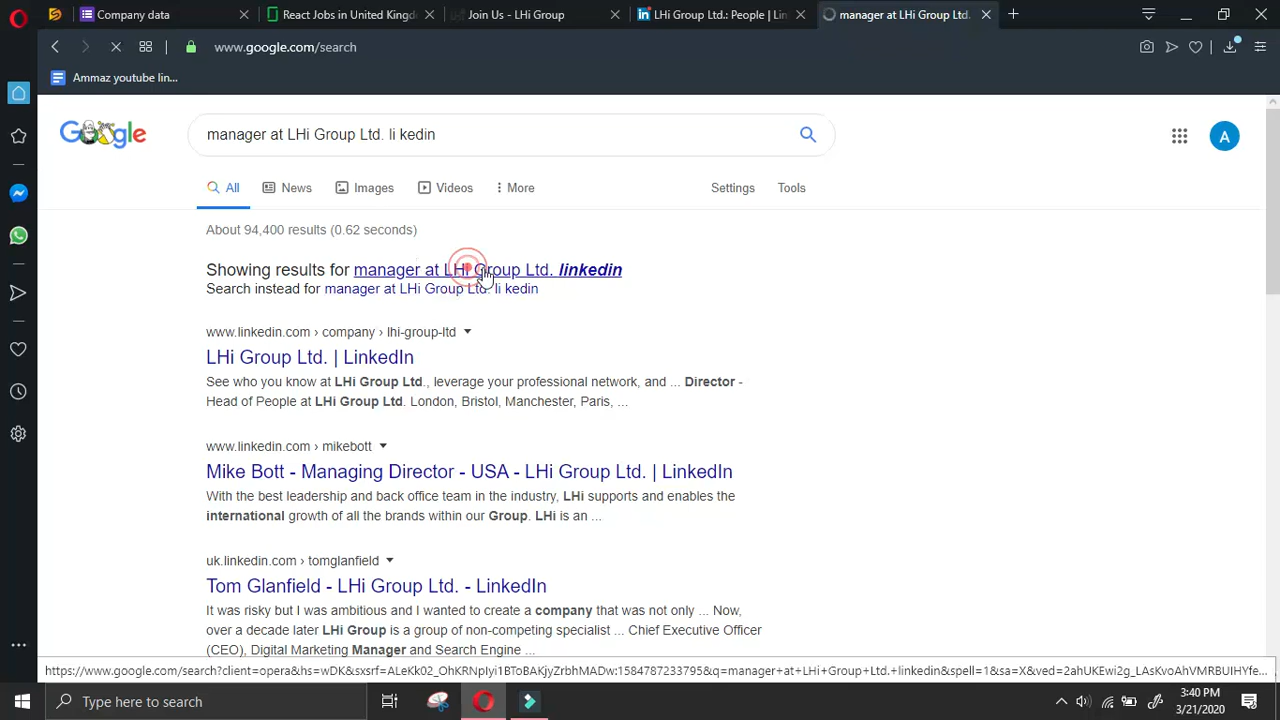 Company data
React Jobs in United Kingd
Join Us - LHi Group
LHi Group Ltd.: People | Lin
manager at LHi Group Ltd.
www.google.com/search
Ammaz youtube lin...
Google
manager at LHi Group Ltd. li kedin
A
All
News
Images
Videos
More
Settings
Tools
About 94,400 results (0.62 seconds)
Showing results for manager at LHi Group Ltd. linkedin
Search instead for manager at LHi Group Ltd. li kedin
www.linkedin.com › company › lhi-group-ltd
LHi Group Ltd. | LinkedIn
See who you know at LHi Group Ltd., leverage your professional network, and ... Director -
Head of People at LHi Group Ltd. London, Bristol, Manchester, Paris, ...
www.linkedin.com › mikebott
Mike Bott - Managing Director - USA - LHi Group Ltd. | LinkedIn
With the best leadership and back office team in the industry, LHi supports and enables the
international growth of all the brands within our Group. LHi is an ...
uk.linkedin.com › tomglanfield
Tom Glanfield - LHi Group Ltd. - LinkedIn
It was risky but I was ambitious and I wanted to create a company that was not only ... Now,
over a decade later LHi Group is a group of non-competing specialist ... Chief Executive Officer
(CEO), Digital Marketing Manager and Search Engine ...
https://www.google.com/search?client=opera&hs=wDK&sxsrf=ALeKk02_OhKRNpIyi1BToBAKjyZrbhMADw:1584787233795&q=manager+at+LHi+Group+Ltd.+linkedin&spell=1&sa=X&ved=2ahUKEwi2g_LAsKvoAhVMRBUIHYfe...
Type here to search
3:40 PM
3/21/2020